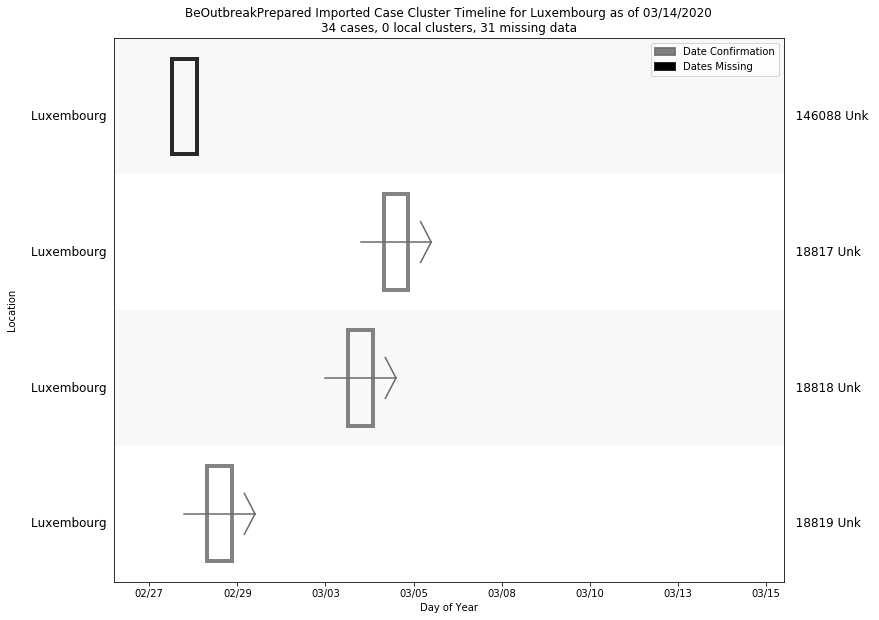 BeOutbreakPrepared Imported Case Cluster Timeline for Luxembourg as of 03/14/2020
34 cases, 0 local clusters, 31 missing data
Date Confirmation
Dates Missing
Luxembourg
146088 Unk
Luxembourg
18817 Unk
Location
Luxembourg
18818 Unk
Luxembourg
18819 Unk
02/27 02/29 03/03 03/05 03/08 03/10 03/13 03/15
Day of Year